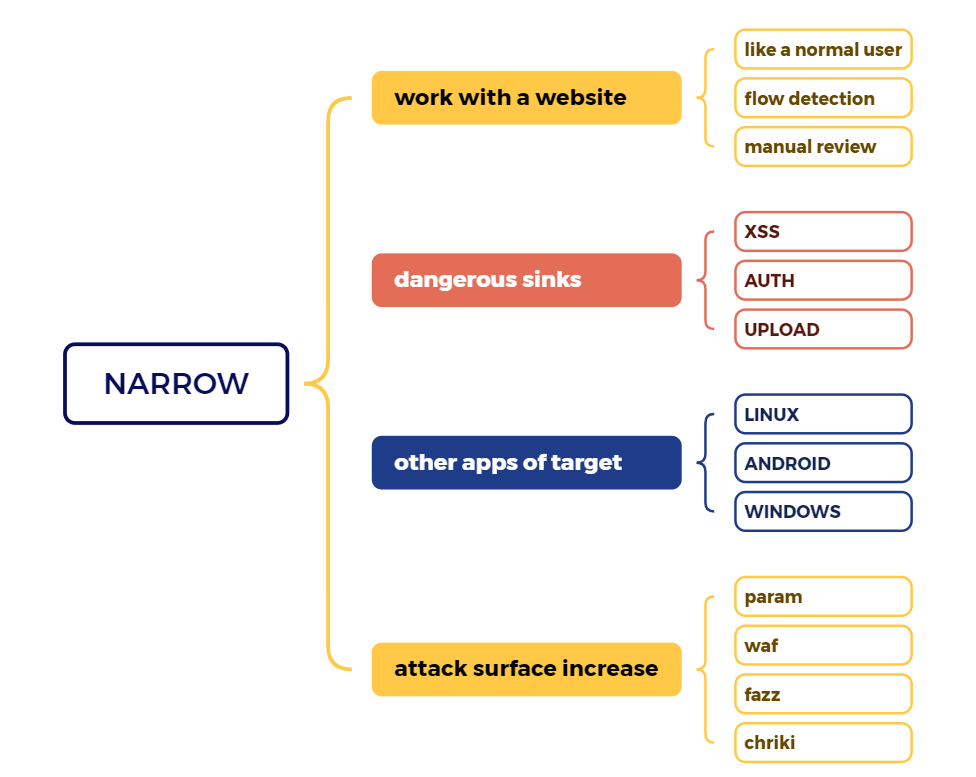 NARROW
work with a website
like a normal user
flow detection
manual review
dangerous sinks
XSS
AUTH
UPLOAD
other apps of target
LINUX
ANDROID
WINDOWS
attack surface increase
param
waf
fazz
chriki